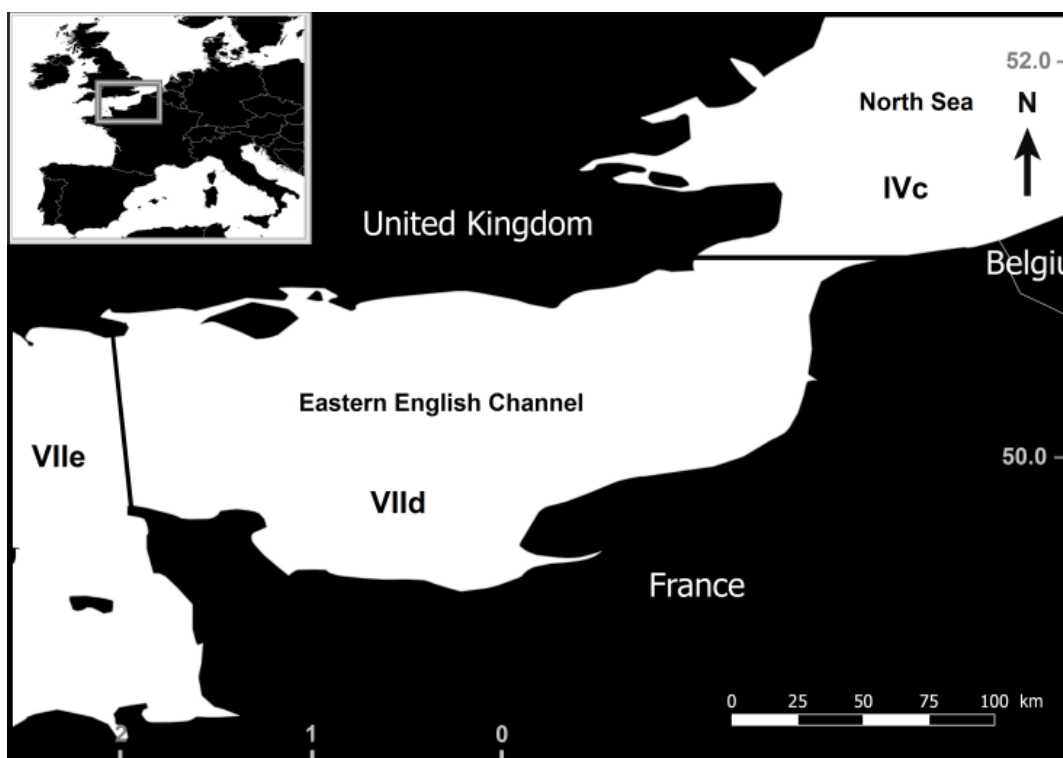 52.0
North Sea
N
IVc
United Kingdom
Belgiu
Eastern English Channel
VIIe
50.0
VIId
France
0 25 50 75 100 km
2 1 0